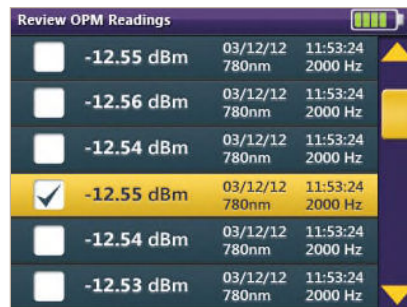 Review OPM Readings
-12.55 dBm 03/12/12 11:53:24
780nm 2000 Hz
-12.56 dBm 03/12/12 11:53:24
780nm 2000 Hz
-12.54 dBm 03/12/12 11:53:24
780nm 2000 Hz
-12.55 dBm 03/12/12 11:53:24
780nm 2000 Hz
-12.54 dBm 03/12/12 11:53:24
780nm 2000 Hz
-12.53 dBm 03/12/12 11:53:24
780nm 2000 Hz